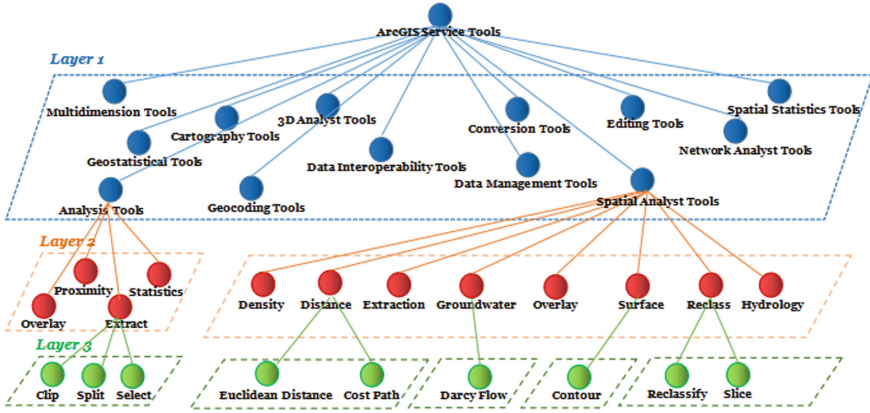 ArcGIS Service Tools
Layer 1
Multidimension Tools
Cartography Tools
3D Analyst Tools
Conversion Tools
Editing Tools
Spatial Statistics Tools
Geostatistical Tools
Data Interoperability Tools
Data Management Tools
Network Analyst Tools
Analysis Tools
Geocoding Tools
Spatial Analyst Tools
Layer 2
Proximity
Statistics
Overlay
Extract
Density
Distance
Extraction
Groundwater
Overlay
Surface
Reclass
Hydrology
Layer 3
Clip
Split
Select
Euclidean Distance
Cost Path
Darcy Flow
Contour
Reclassify
Slice